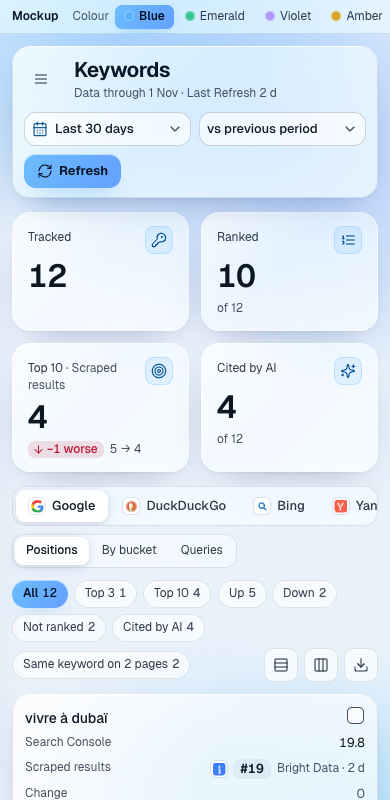 Mockup Colour Blue Emerald Violet Amber
Keywords
Data through 1 Nov · Last Refresh 2 d
Last 30 days vs previous period
Refresh
Tracked
12
Ranked
10
of 12
Top 10 · Scraped
results
4
−1 worse 5 → 4
Cited by AI
4
of 12
Google DuckDuckGo Bing Yan
Positions By bucket Queries
All 12 Top 3 1 Top 10 4 Up 5 Down 2
Not ranked 2 Cited by AI 4
Same keyword on 2 pages 2
vivre à dubaï
Search Console 19.8
Scraped results #19 Bright Data · 2 d
Change 0